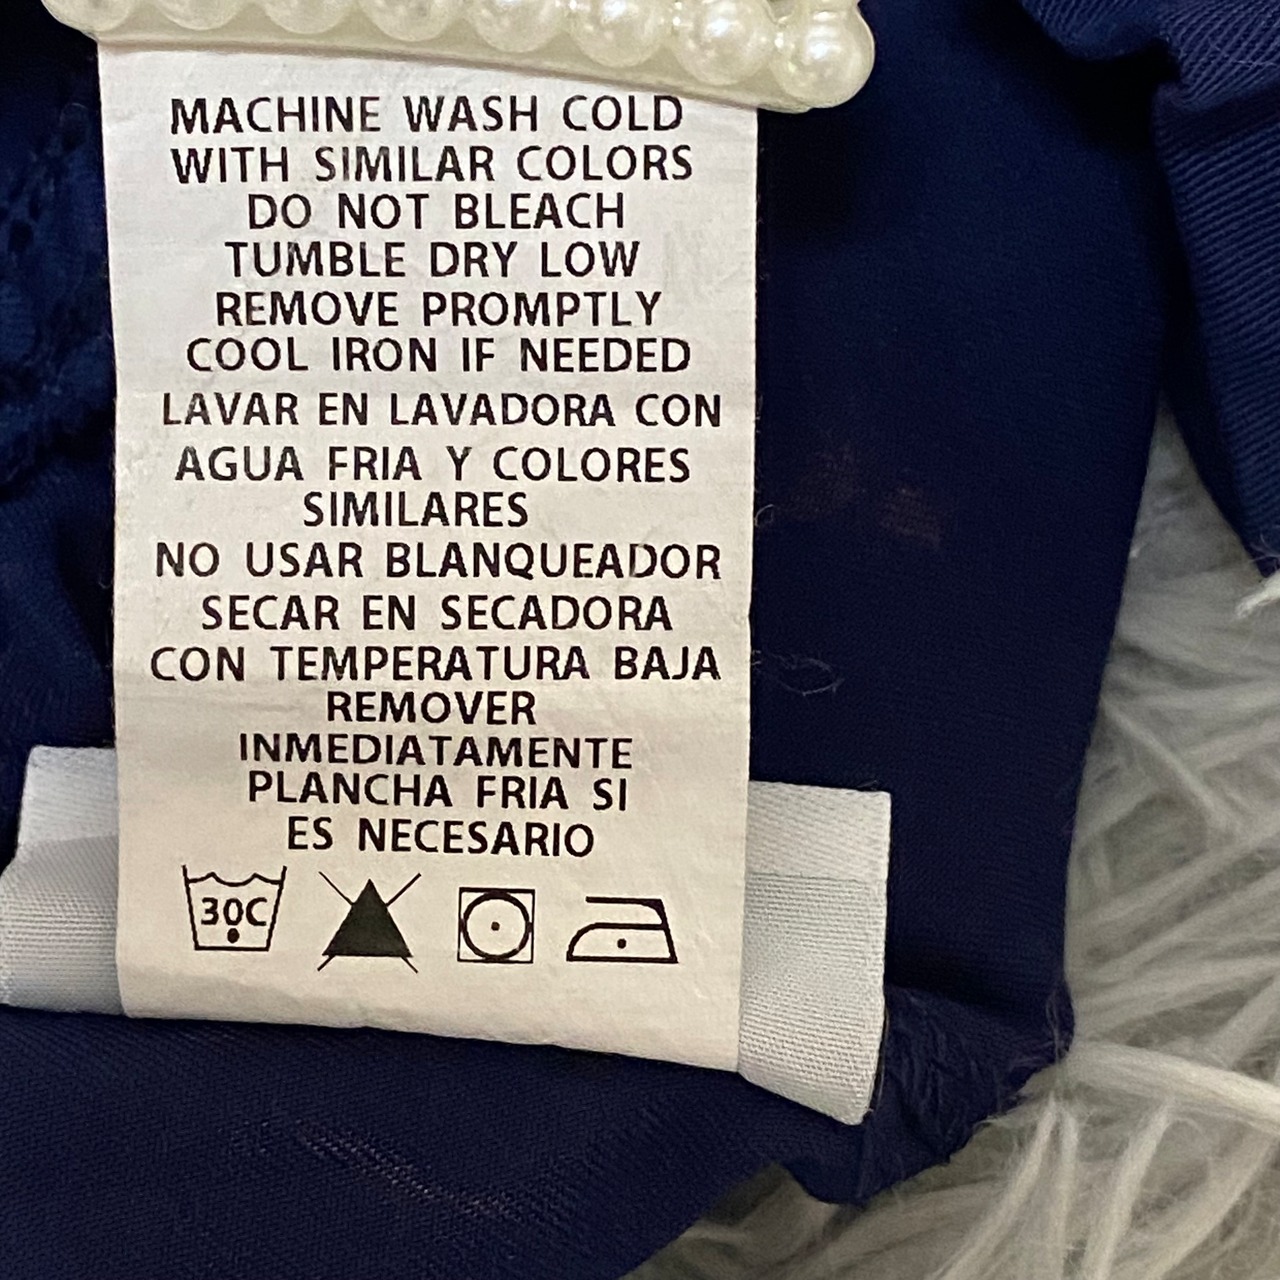 MACHINE WASH COLD
WITH SIMILAR COLORS
DO NOT BLEACH
TUMBLE DRY LOW
REMOVE PROMPTLY
COOL IRON IF NEEDED
LAVAR EN LAVADORA CON
AGUA FRIA Y COLORES
SIMILARES
NO USAR BLANQUEADOR
SECAR EN SECADORA
CON TEMPERATURA BAJA
REMOVER
INMEDIATAMENTE
PLANCHA FRIA SI
ES NECESARIO
30C